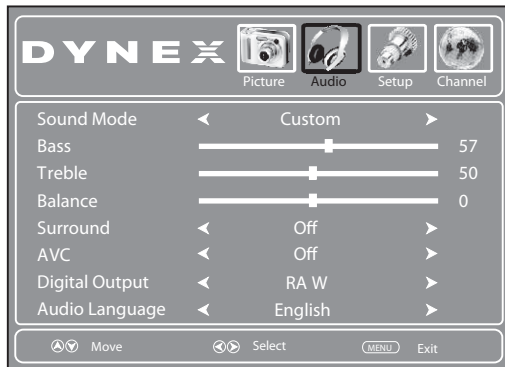 DYNEX
Picture Audio Setup Channel
Sound Mode Custom
Bass 57
Treble 50
Balance 0
Surround Off
AVC Off
Digital Output RA W
Audio Language English
Move Select MENU Exit